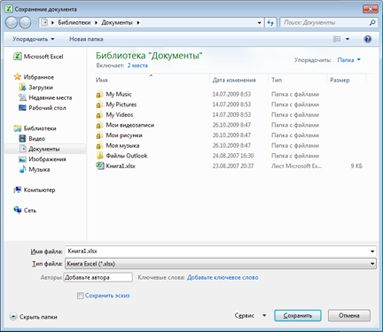 Сохранение документа
Библиотеки ▸ Документы ▸
Поиск: Документы
Упорядочить ▾ Новая папка
Microsoft Excel
Избранное
Загрузки
Недавние места
Рабочий стол
Библиотеки
Видео
Документы
Изображения
Музыка
Компьютер
Сеть
Библиотека "Документы"
Включает: 2 места
Упорядочить: Папка ▾
Имя Дата изменения Тип Размер
My Music 14.07.2009 8:53 Папка с файлами
My Pictures 14.07.2009 8:53 Папка с файлами
My Videos 14.07.2009 8:53 Папка с файлами
Мои видеозаписи 26.10.2009 8:47 Папка с файлами
Мои рисунки 26.10.2009 8:47 Папка с файлами
Моя музыка 26.10.2009 8:47 Папка с файлами
Файлы Outlook 24.08.2007 16:30 Папка с файлами
Книга1.xlsx 23.08.2007 20:35 Лист Microsoft Ex... 9 КБ
Имя файла: Книга1.xlsx
Тип файла: Книга Excel (*.xlsx)
Авторы: Добавьте автора Ключевые слова: Добавьте ключевое слово
Сохранить эскиз
Скрыть папки Сервис ▾ Сохранить Отмена